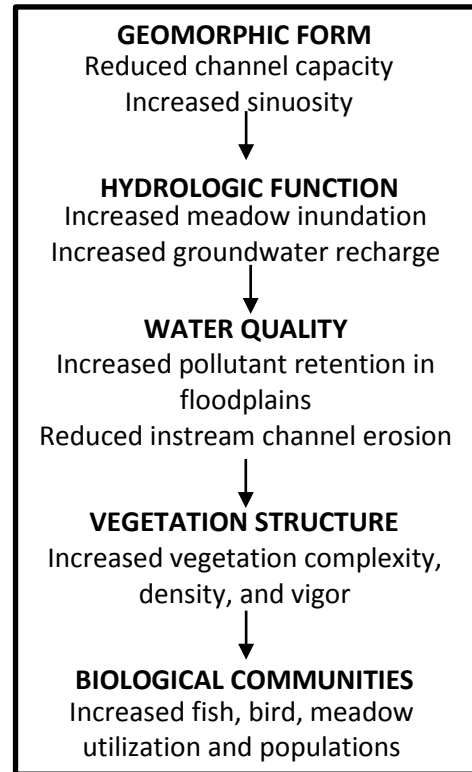 GEOMORPHIC FORM
Reduced channel capacity
Increased sinuosity
HYDROLOGIC FUNCTION
Increased meadow inundation
Increased groundwater recharge
WATER QUALITY
Increased pollutant retention in
floodplains
Reduced instream channel erosion
VEGETATION STRUCTURE
Increased vegetation complexity,
density, and vigor
BIOLOGICAL COMMUNITIES
Increased fish, bird, meadow
utilization and populations